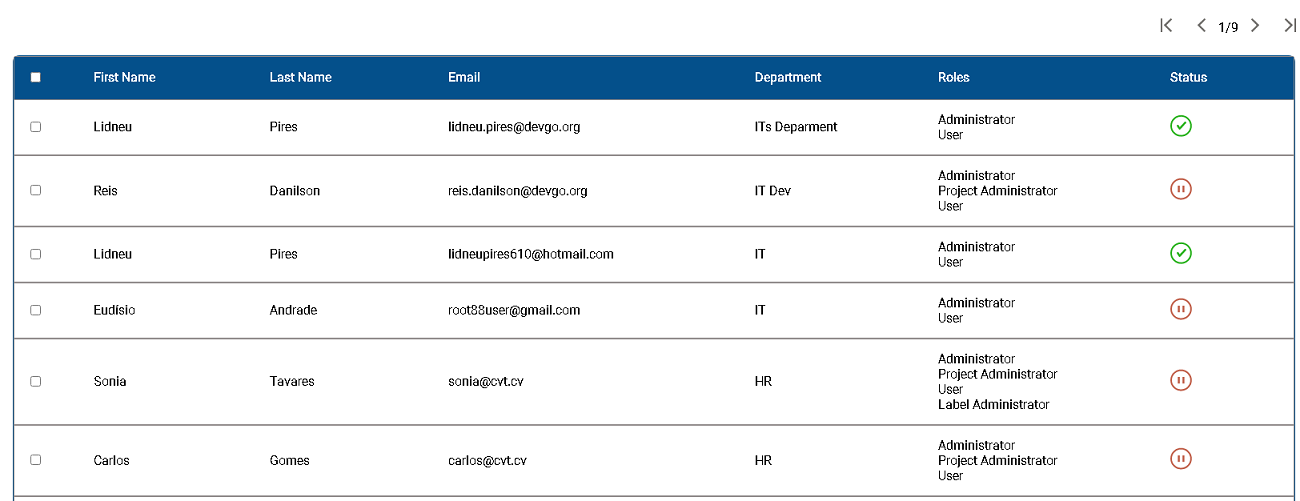 1/9
First Name Last Name Email Department Roles Status
Lidneu Pires lidneu.pires@devgo.org ITs Deparment Administrator
User
Reis Danilson reis.danilson@devgo.org IT Dev Administrator
Project Administrator
User
Lidneu Pires lidneupires610@hotmail.com IT Administrator
User
Eudísio Andrade root88user@gmail.com IT Administrator
User
Sonia Tavares sonia@cvt.cv HR Administrator
Project Administrator
User
Label Administrator
Carlos Gomes carlos@cvt.cv HR Administrator
Project Administrator
User